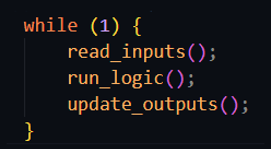 while (1) {
    read_inputs();
    run_logic();
    update_outputs();
}